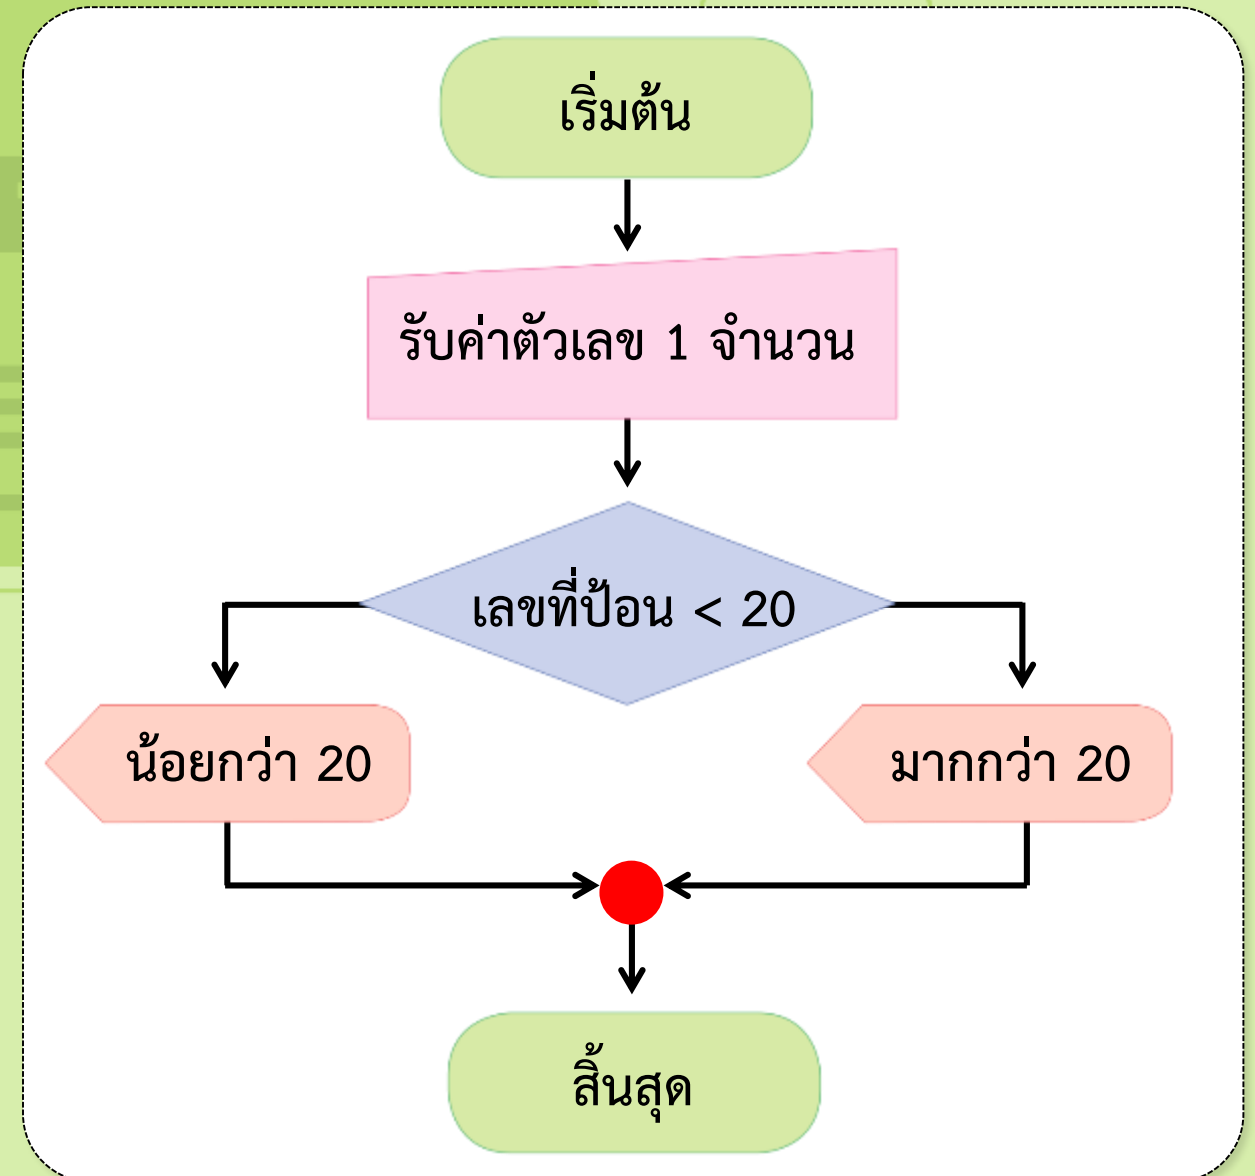 เริ่มต้น
รับค่าตัวเลข 1 จำนวน
เลขที่ป้อน < 20
น้อยกว่า 20
มากกว่า 20
สิ้นสุด